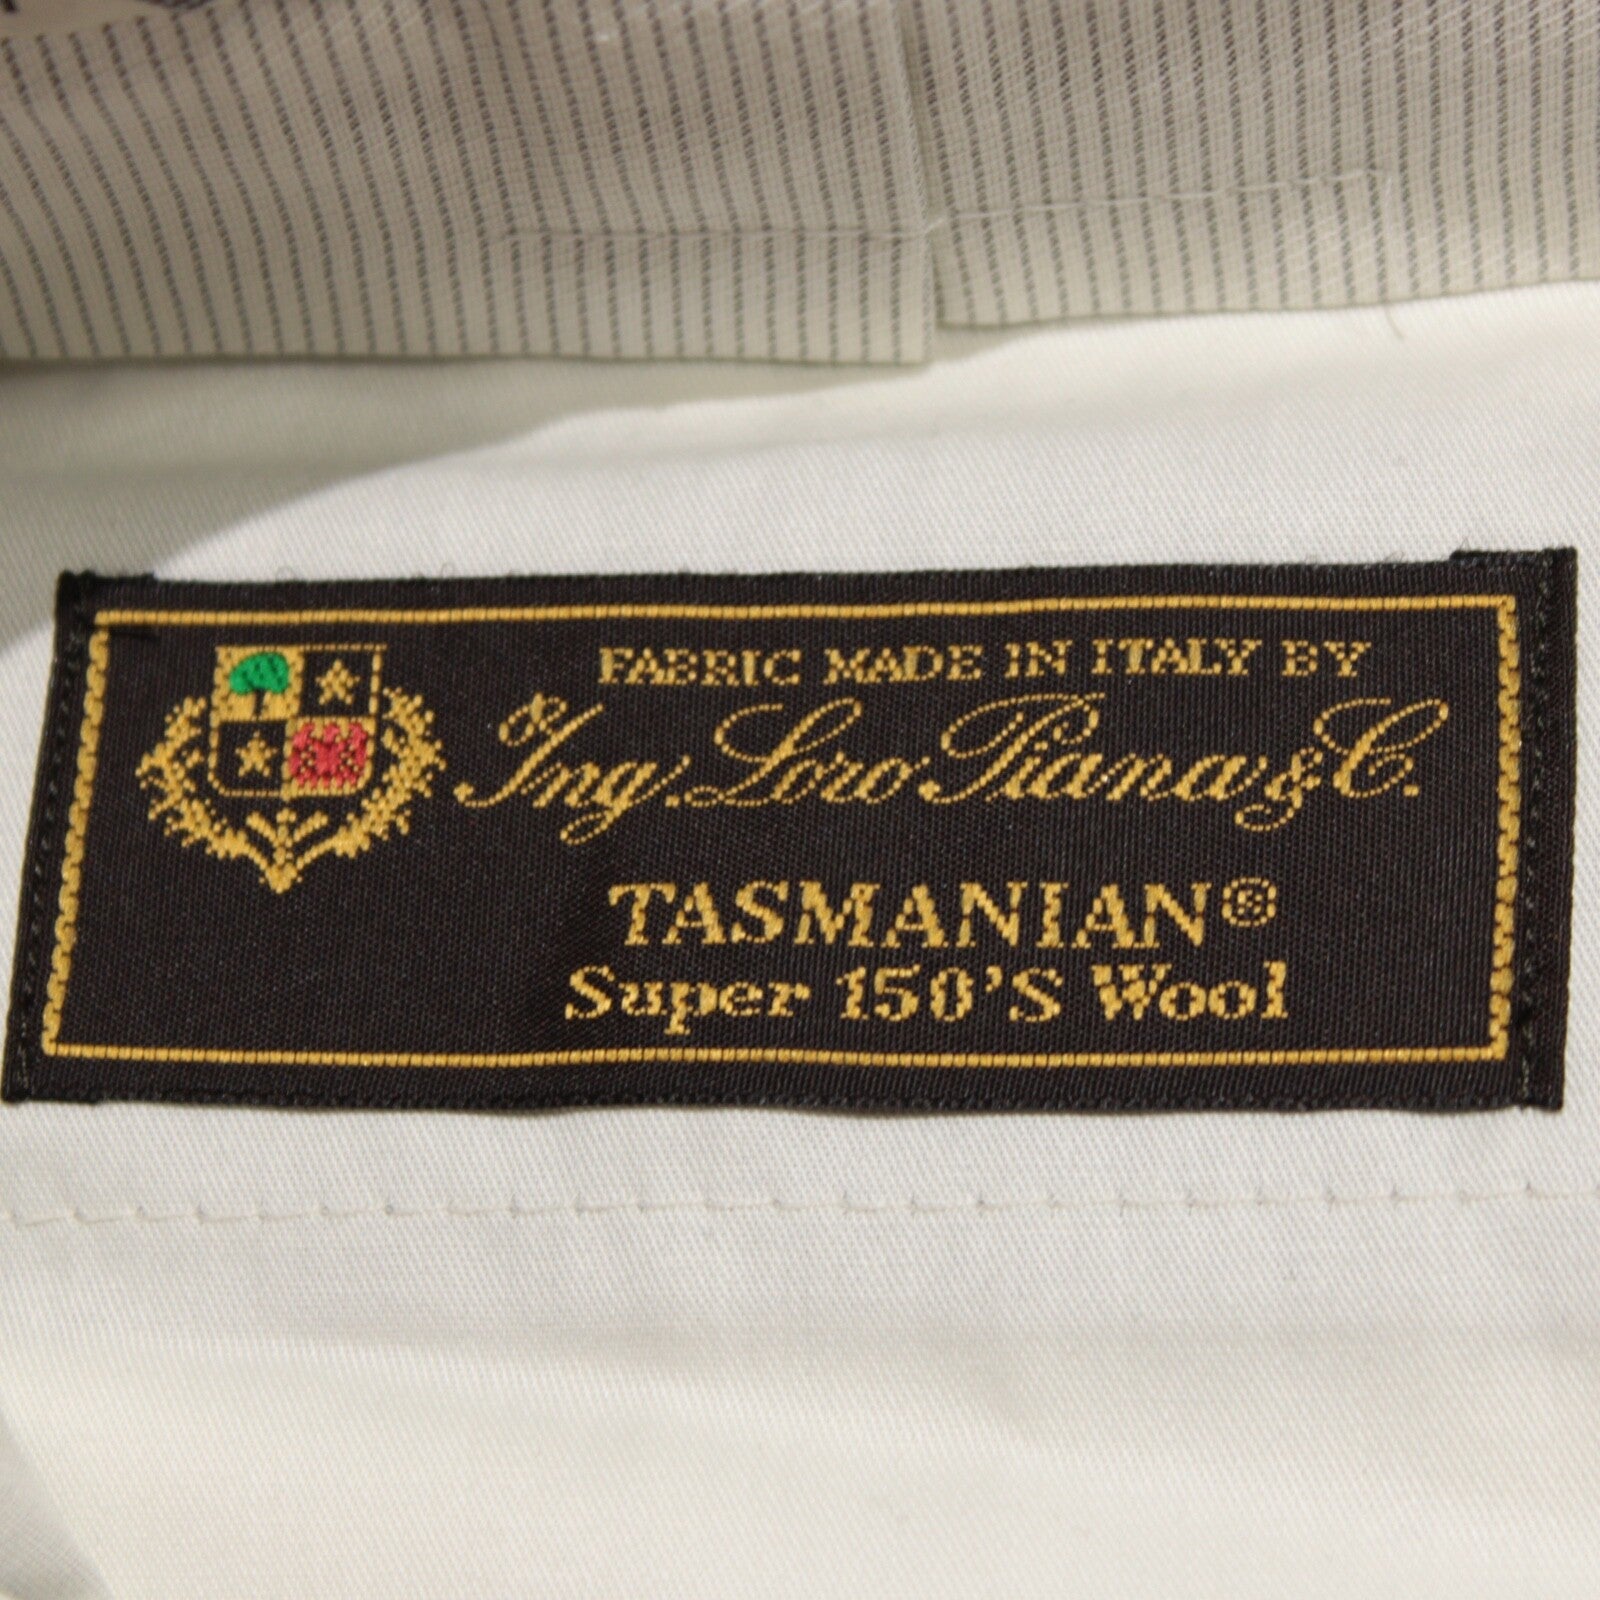 FABRIC MADE IN ITALY BY
Ing. Loro Piana & C.
TASMANIAN®
Super 150'S Wool